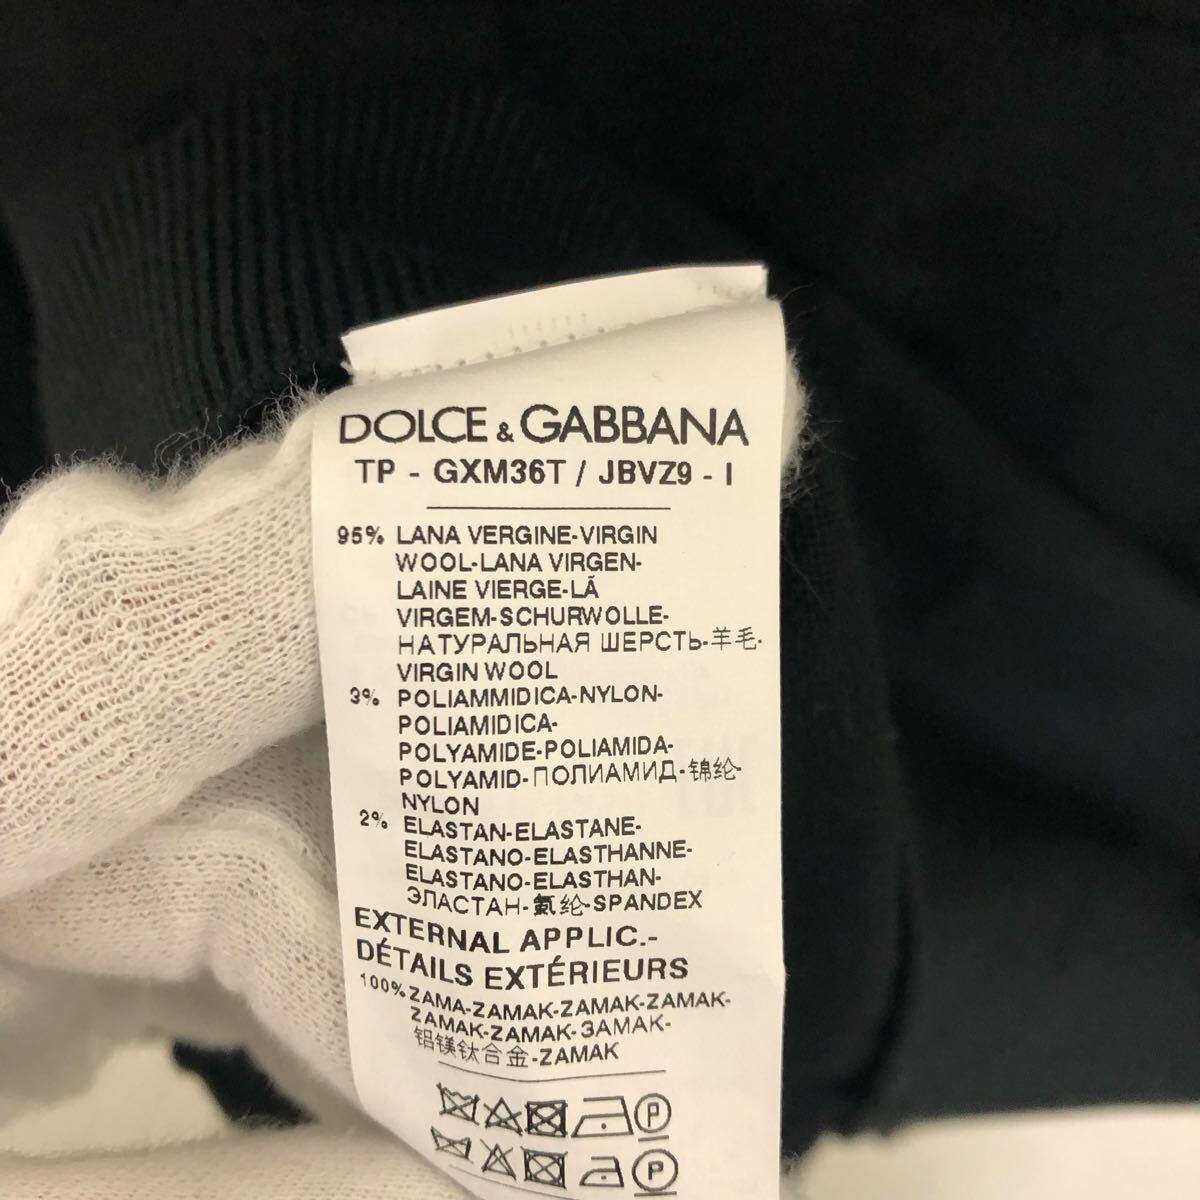 DOLCE & GABBANA
TP - GXM36T / JBVZ9 - I
95% LANA VERGINE-VIRGIN
WOOL-LANA VIRGEN-
LAINE VIERGE-LÃ
VIRGEM-SCHURWOLLE-
НАТУРАЛЬНАЯ ШЕРСТЬ-羊毛-
VIRGIN WOOL
3% POLIAMMIDICA-NYLON-
POLIAMIDICA-
POLYAMIDE-POLIAMIDA-
POLYAMID-ПОЛИАМИД-锦纶-
NYLON
2% ELASTAN-ELASTANE-
ELASTANO-ELASTHANNE-
ELASTANO-ELASTHAN-
ЭЛАСТАН-氨纶-SPANDEX
EXTERNAL APPLIC.-
DÉTAILS EXTÉRIEURS
100% ZAMA-ZAMAK-ZAMAK-ZAMAK-
ZAMAK-ZAMAK-ЗАМАК-
铝镁钛合金-ZAMAK
P
P